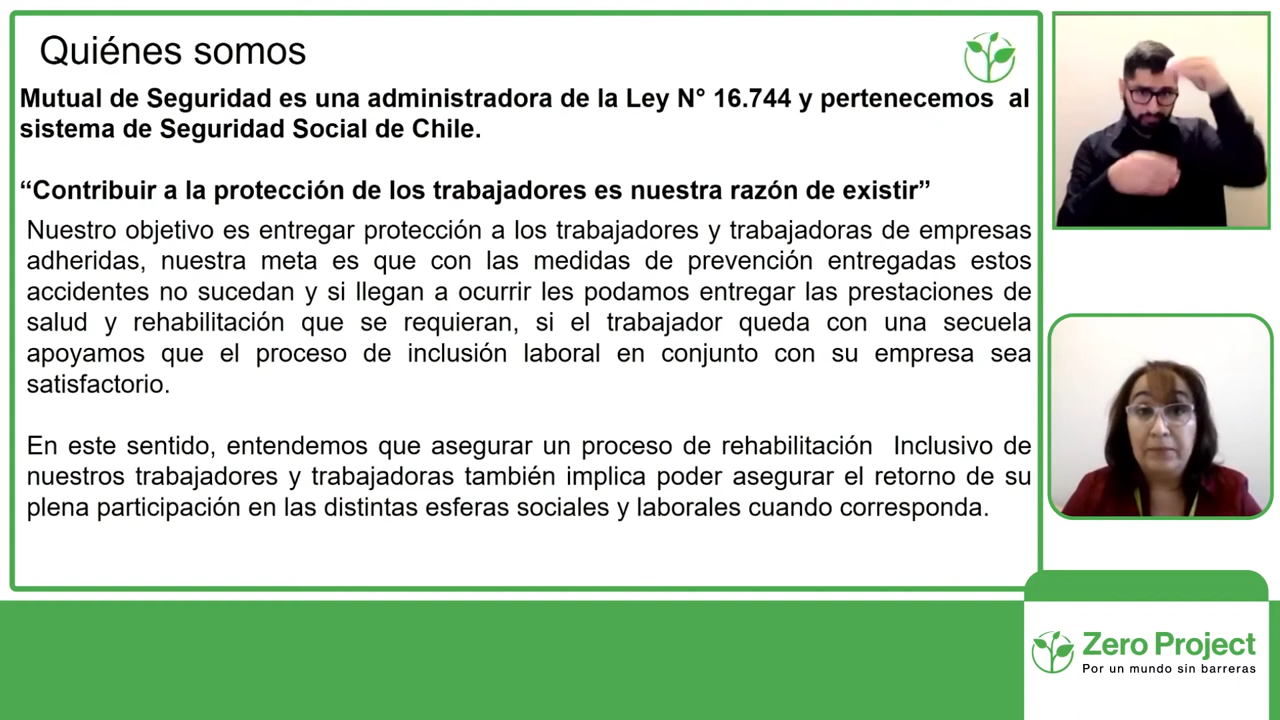 Quiénes somos
Mutual de Seguridad es una administradora de la Ley N° 16.744 y pertenecemos al
sistema de Seguridad Social de Chile.
“Contribuir a la protección de los trabajadores es nuestra razón de existir”
Nuestro objetivo es entregar protección a los trabajadores y trabajadoras de empresas
adheridas, nuestra meta es que con las medidas de prevención entregadas estos
accidentes no sucedan y si llegan a ocurrir les podamos entregar las prestaciones de
salud y rehabilitación que se requieran, si el trabajador queda con una secuela
apoyamos que el proceso de inclusión laboral en conjunto con su empresa sea
satisfactorio.
En este sentido, entendemos que asegurar un proceso de rehabilitación Inclusivo de
nuestros trabajadores y trabajadoras también implica poder asegurar el retorno de su
plena participación en las distintas esferas sociales y laborales cuando corresponda.
Zero Project
Por un mundo sin barreras